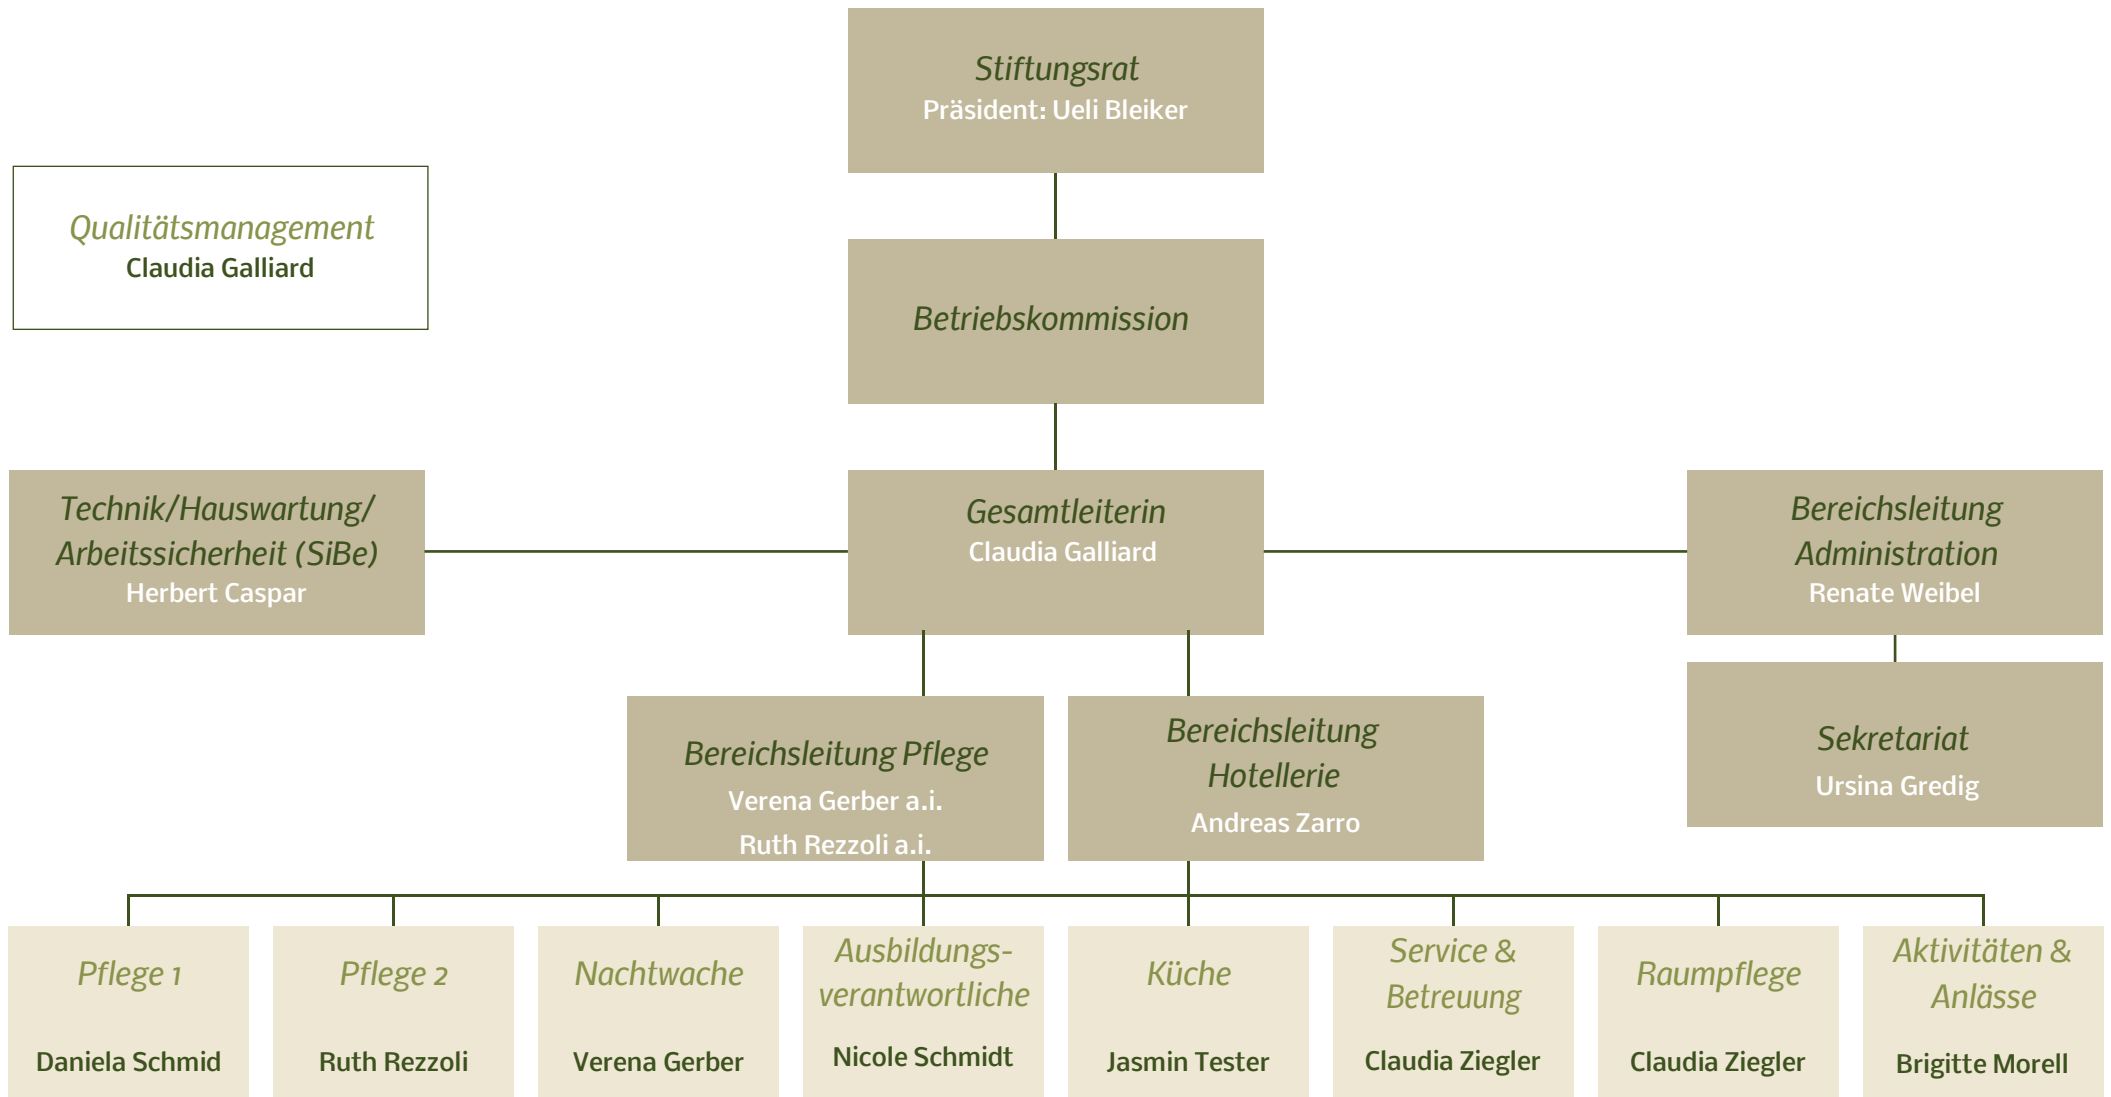 Stiftungsrat
Präsident: Ueli Bleiker
Qualitätsmanagement
Claudia Galliard
Betriebskommission
Technik/Hauswartung/
Arbeitssicherheit (SiBe)
Herbert Caspar
Gesamtleiterin
Claudia Galliard
Bereichsleitung
Administration
Renate Weibel
Bereichsleitung Pflege
Verena Gerber a.i.
Ruth Rezzoli a.i.
Bereichsleitung
Hotellerie
Andreas Zarro
Sekretariat
Ursina Gredig
Pflege 1
Daniela Schmid
Pflege 2
Ruth Rezzoli
Nachtwache
Verena Gerber
Ausbildungs-
verantwortliche
Nicole Schmidt
Küche
Jasmin Tester
Service &
Betreuung
Claudia Ziegler
Raumpflege
Claudia Ziegler
Aktivitäten &
Anlässe
Brigitte Morell